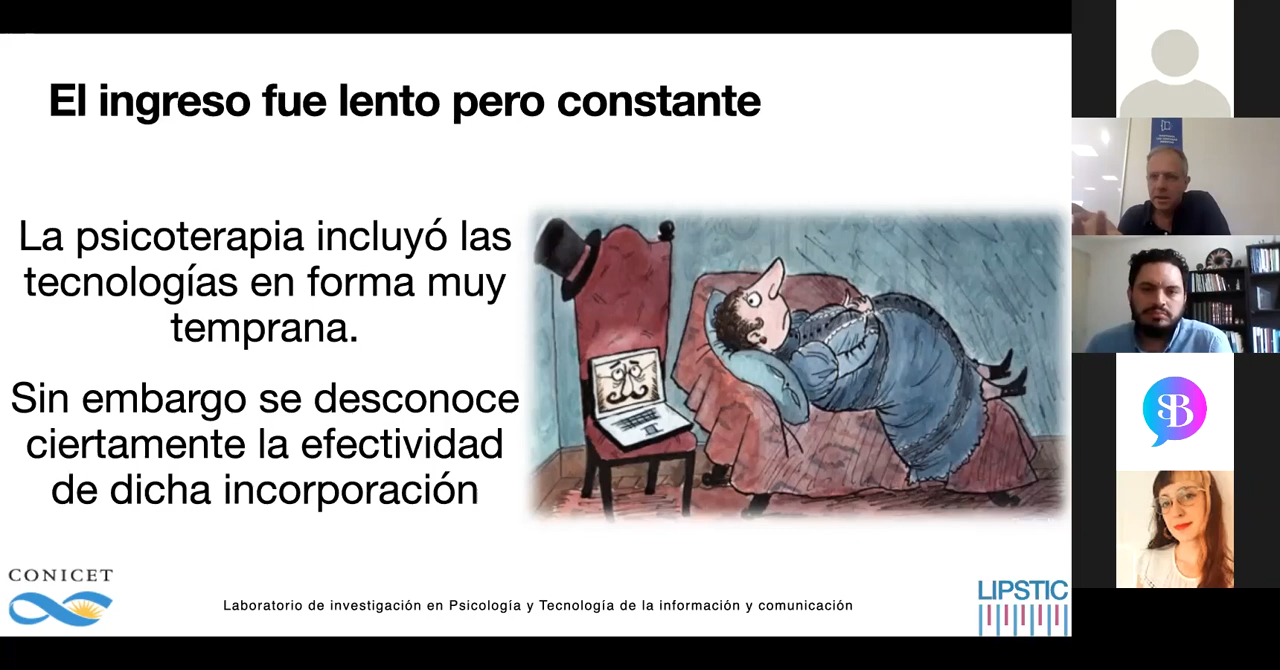 El ingreso fue lento pero constante
La psicoterapia incluyó las
tecnologías en forma muy
temprana.
Sin embargo se desconoce
ciertamente la efectividad
de dicha incorporación
CONICET
Laboratorio de investigación en Psicología y Tecnología de la información y comunicación
LIPSTIC